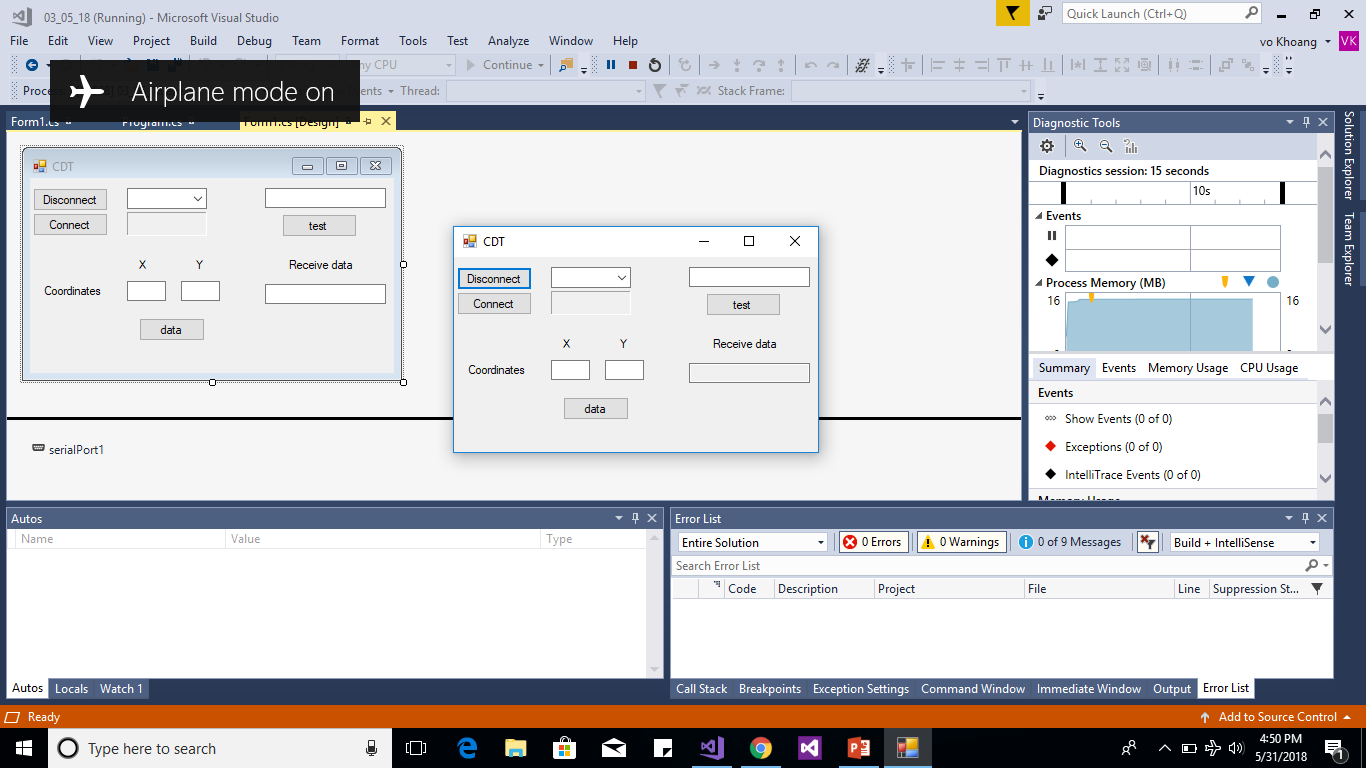 03_05_18 (Running) - Microsoft Visual Studio
Quick Launch (Ctrl+Q)
File Edit View Project Build Debug Team Format Tools Test Analyze Window Help
vo Khoang VK
ny CPU Continue
Airplane mode on
Proce ents Thread: Stack Frame:
Form1.cs Program.cs Form1.cs [Design]
CDT
Disconnect
Connect
test
X Y Receive data
Coordinates
data
serialPort1
CDT
Disconnect
Connect
test
X Y Receive data
Coordinates
data
Diagnostic Tools
Diagnostics session: 15 seconds
10s
Events
Process Memory (MB)
16 16
Summary Events Memory Usage CPU Usage
Events
Show Events (0 of 0)
Exceptions (0 of 0)
IntelliTrace Events (0 of 0)
Memory Usage
Solution Explorer
Team Explorer
Autos
Name Value Type
Autos Locals Watch 1
Error List
Entire Solution 0 Errors 0 Warnings 0 of 9 Messages Build + IntelliSense
Search Error List
Code Description Project File Line Suppression St...
Call Stack Breakpoints Exception Settings Command Window Immediate Window Output Error List
Ready
Add to Source Control
Type here to search
4:50 PM
5/31/2018
1